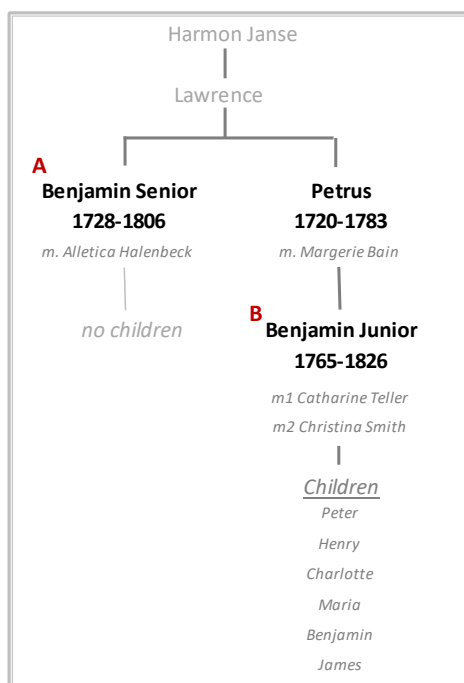 Harmon Janse
Lawrence
A
Benjamin Senior
1728-1806
m. Alletica Halenbeck
no children
Petrus
1720-1783
m. Margerie Bain
B
Benjamin Junior
1765-1826
m1 Catharine Teller
m2 Christina Smith
Children
Peter
Henry
Charlotte
Maria
Benjamin
James